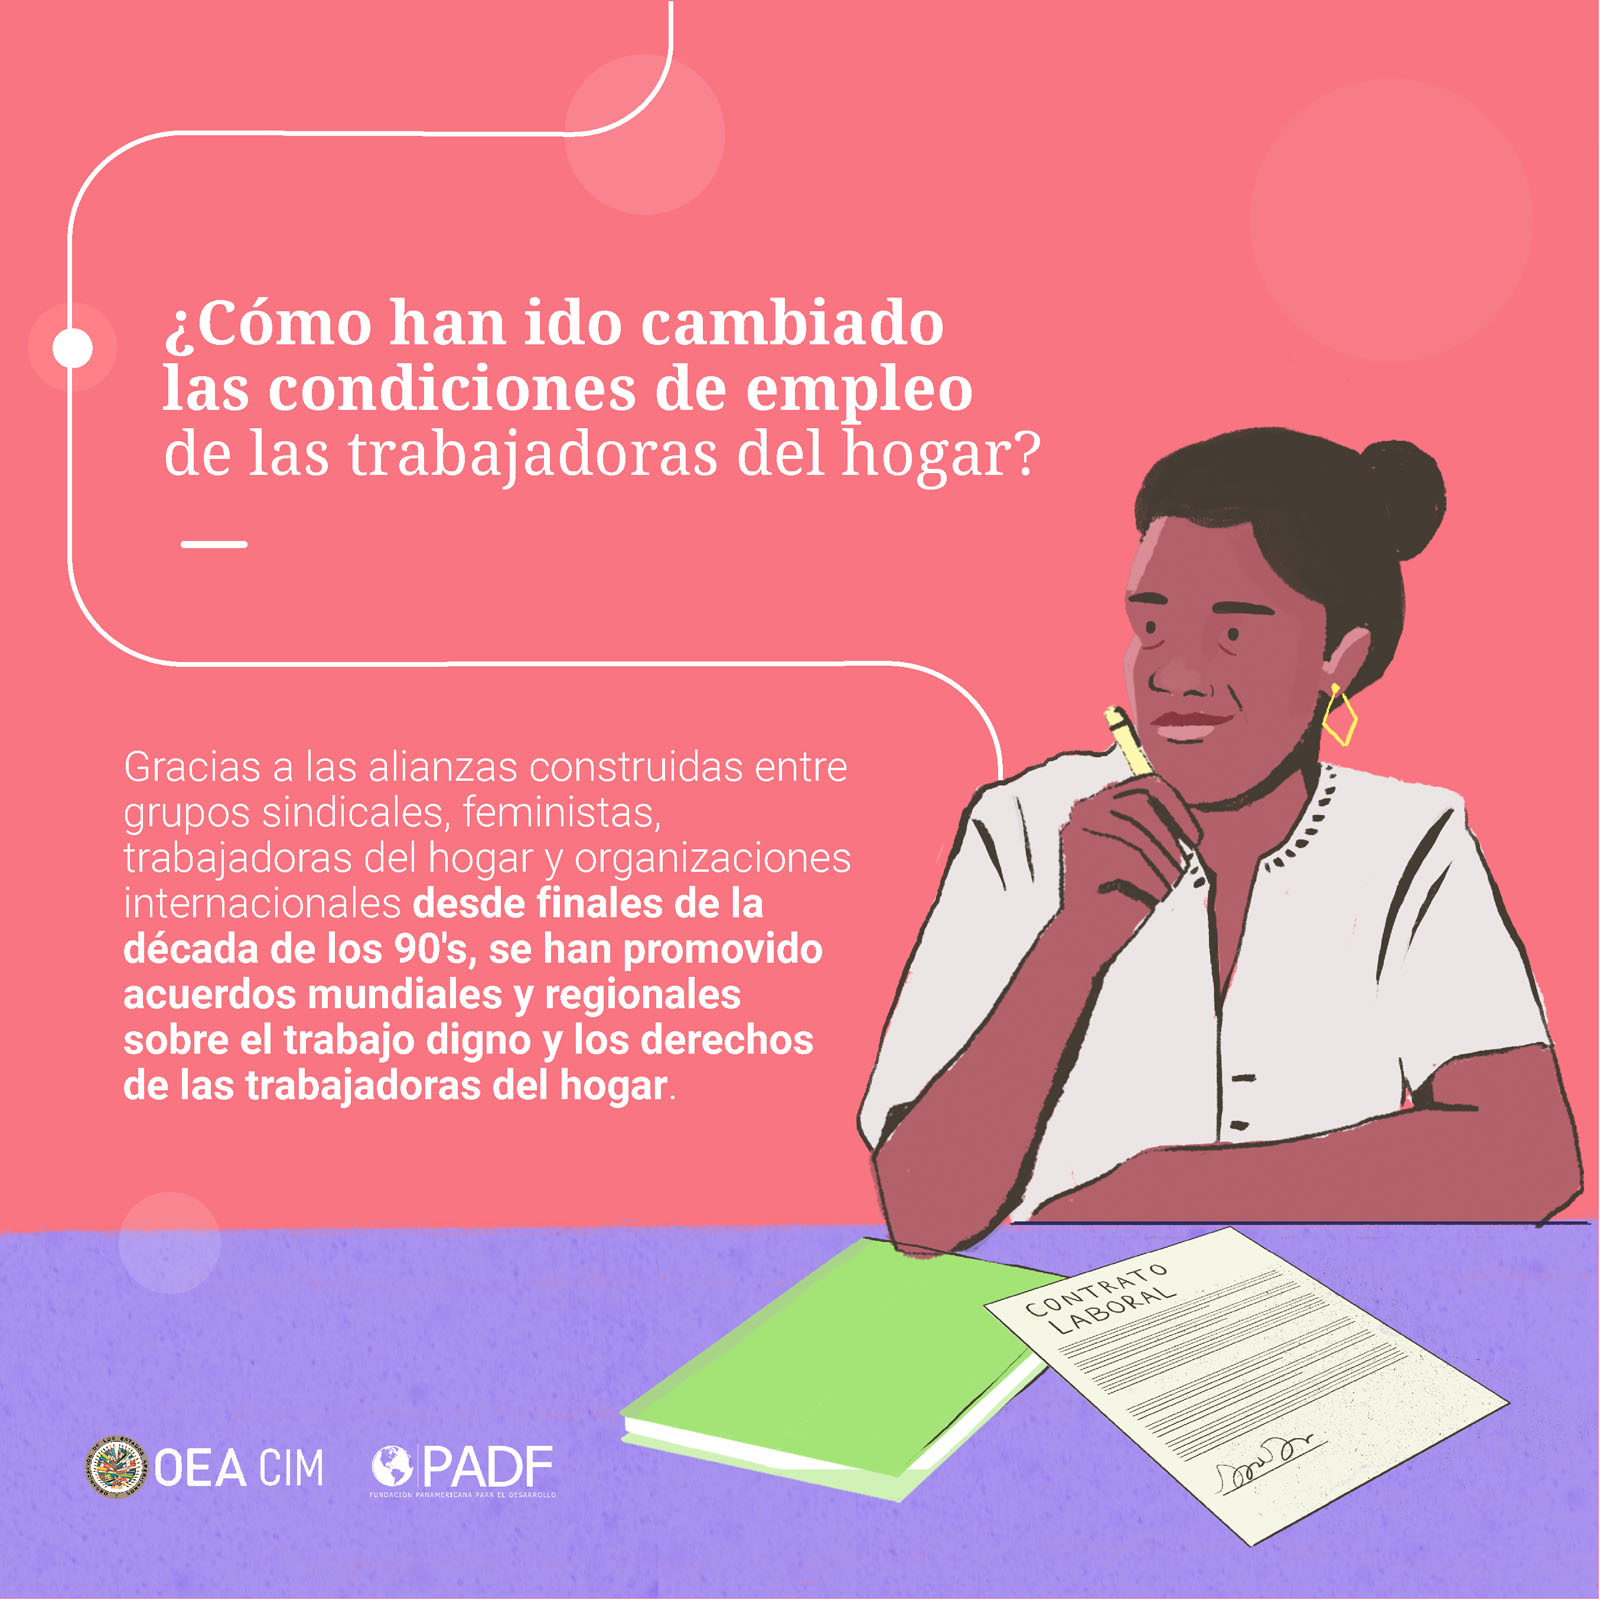 ¿Cómo han ido cambiado
las condiciones de empleo
de las trabajadoras del hogar?
Gracias a las alianzas construidas entre
grupos sindicales, feministas,
trabajadoras del hogar y organizaciones
internacionales desde finales de la
década de los 90's, se han promovido
acuerdos mundiales y regionales
sobre el trabajo digno y los derechos
de las trabajadoras del hogar.
CONTRATO
LABORAL
OEA CIM
PADF
FUNDACIÓN PANAMERICANA PARA EL DESARROLLO